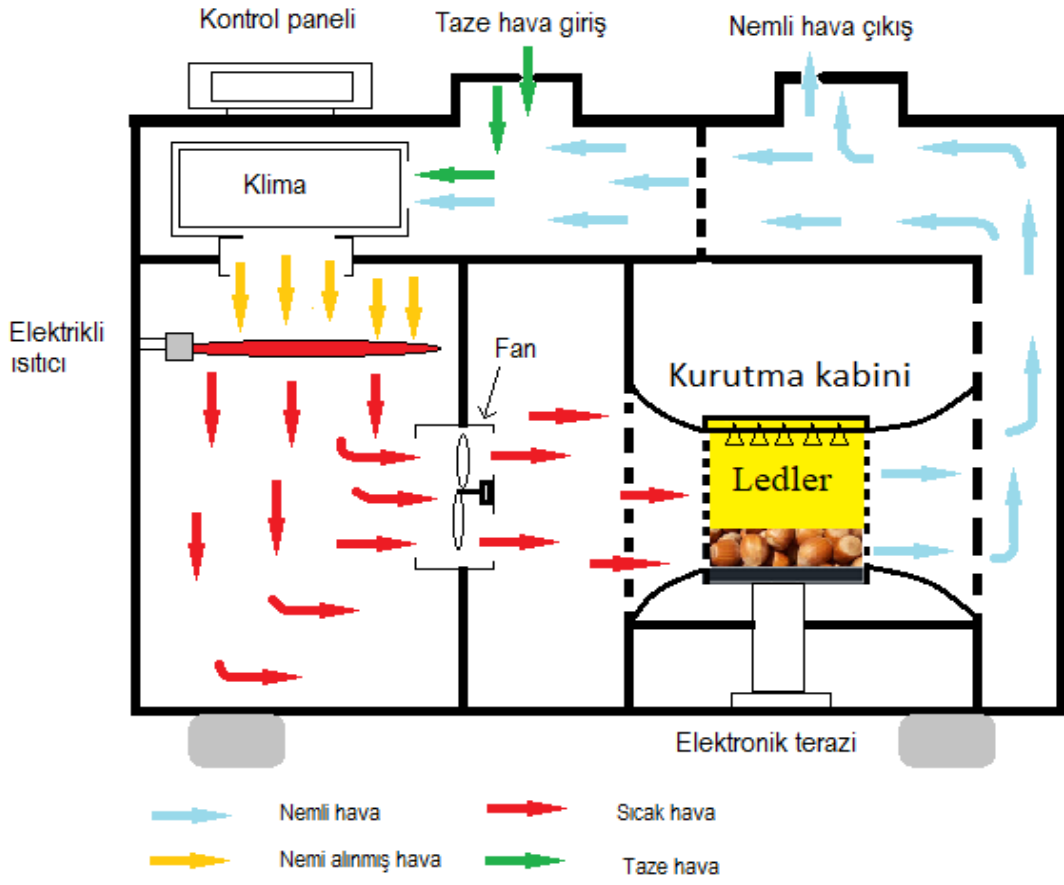 Kontrol paneli
Taze hava giriş
Nemli hava çıkış
Klima
Elektrikli
ısıtıcı
Fan
Kurutma kabini
Ledler
Elektronik terazi
Nemli hava
Sıcak hava
Nemi alınmış hava
Taze hava